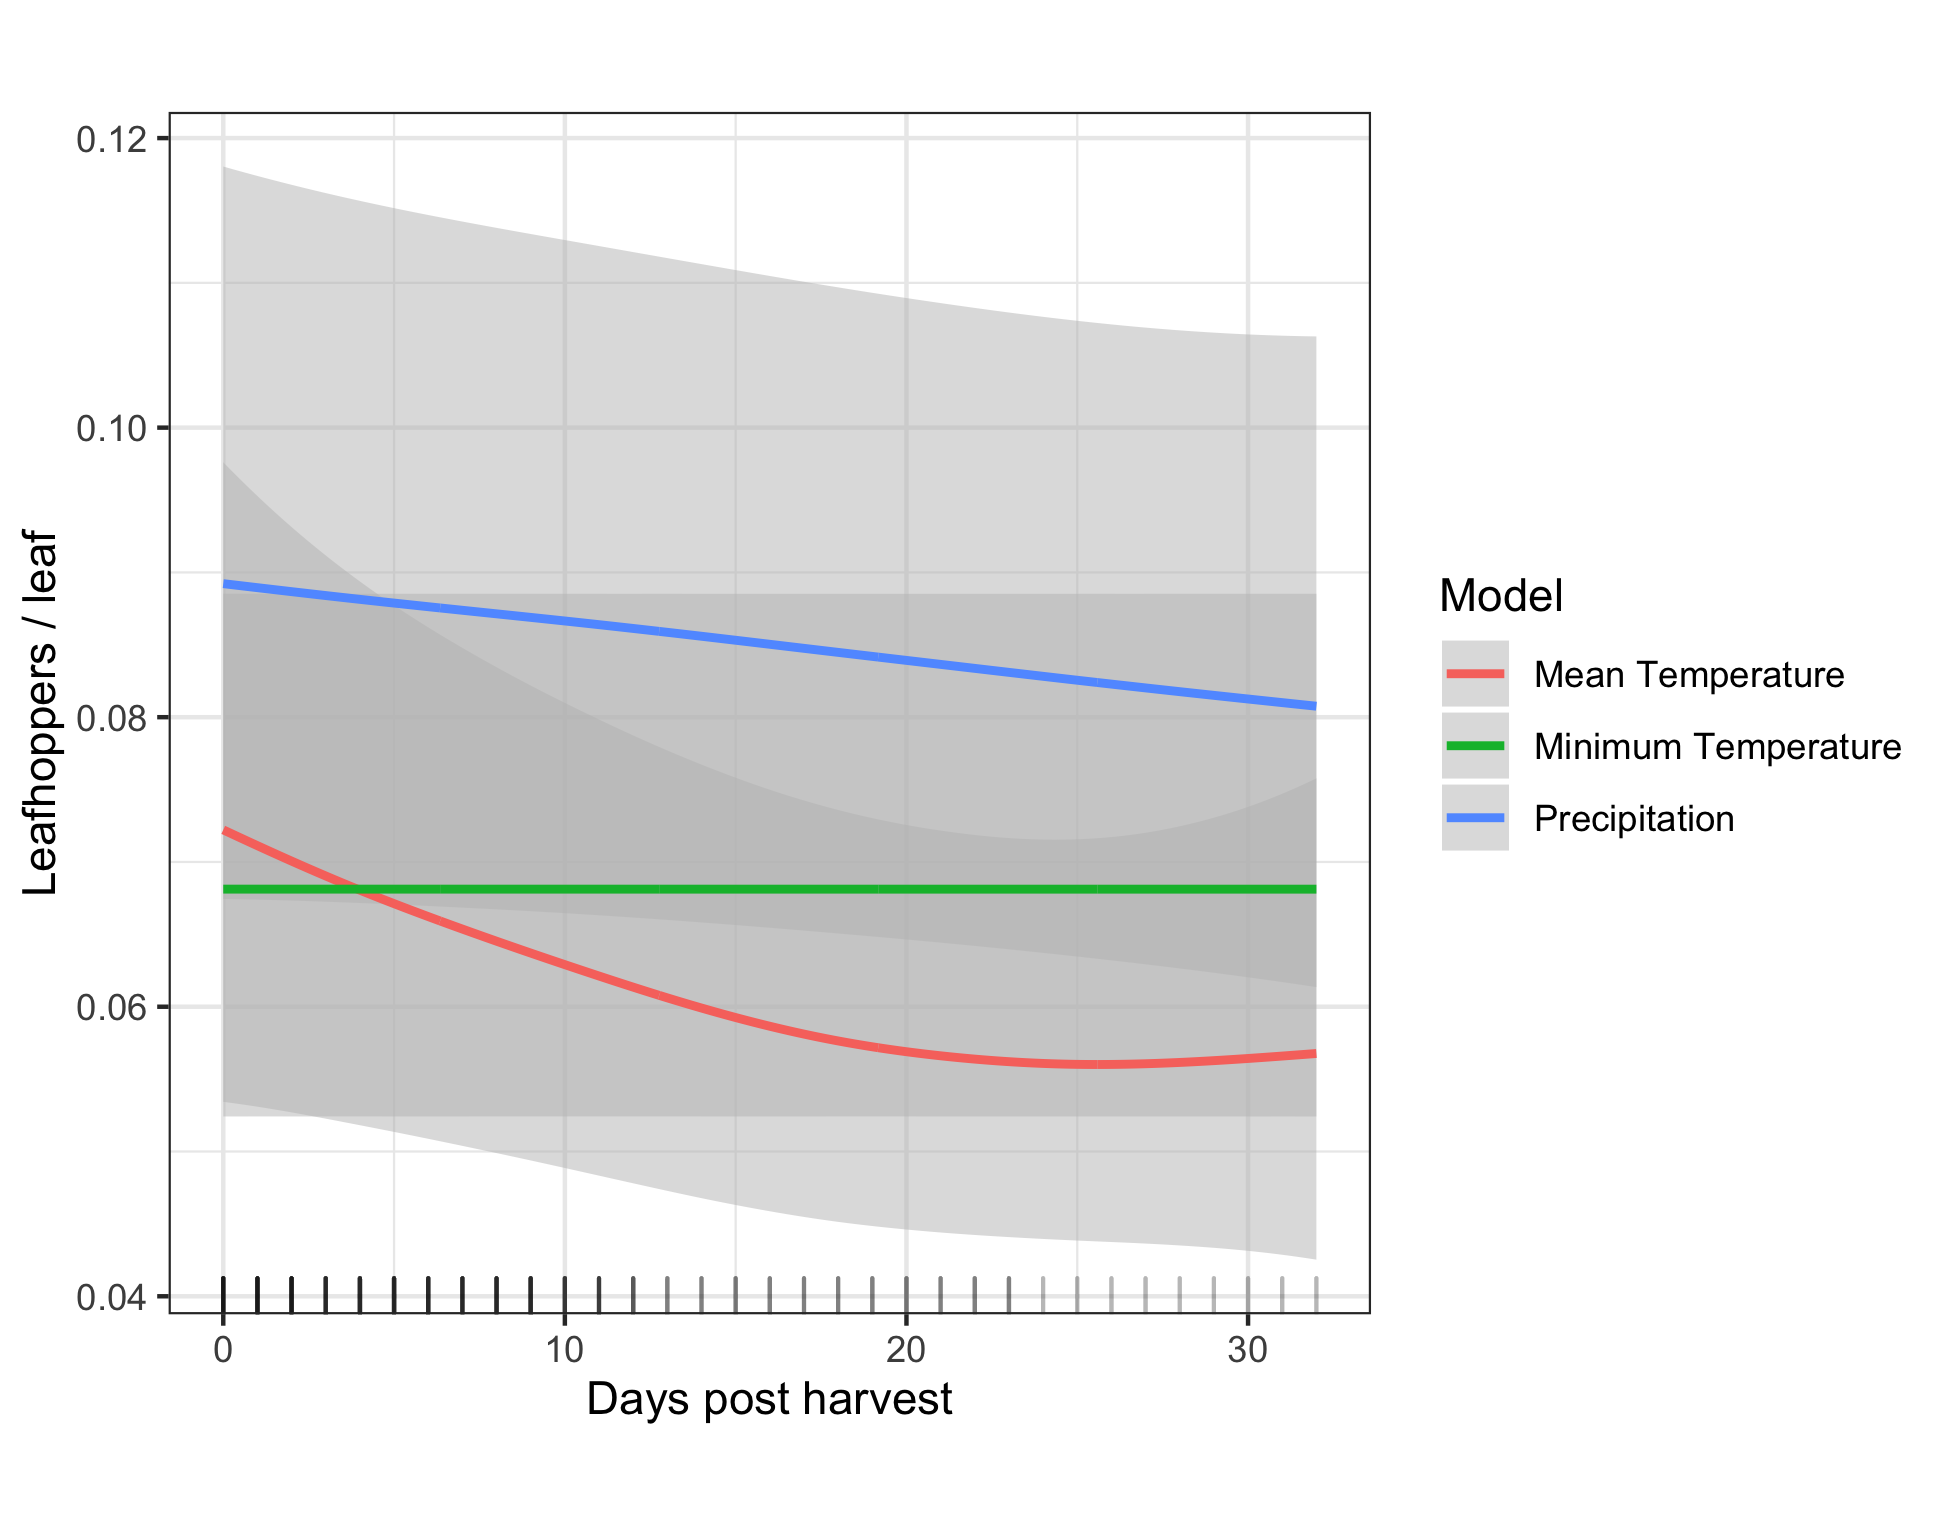 0.12
0.10
0.08
0.06
0.04
Leafhoppers / leaf
0 10 20 30
Days post harvest
Model
Mean Temperature
Minimum Temperature
Precipitation